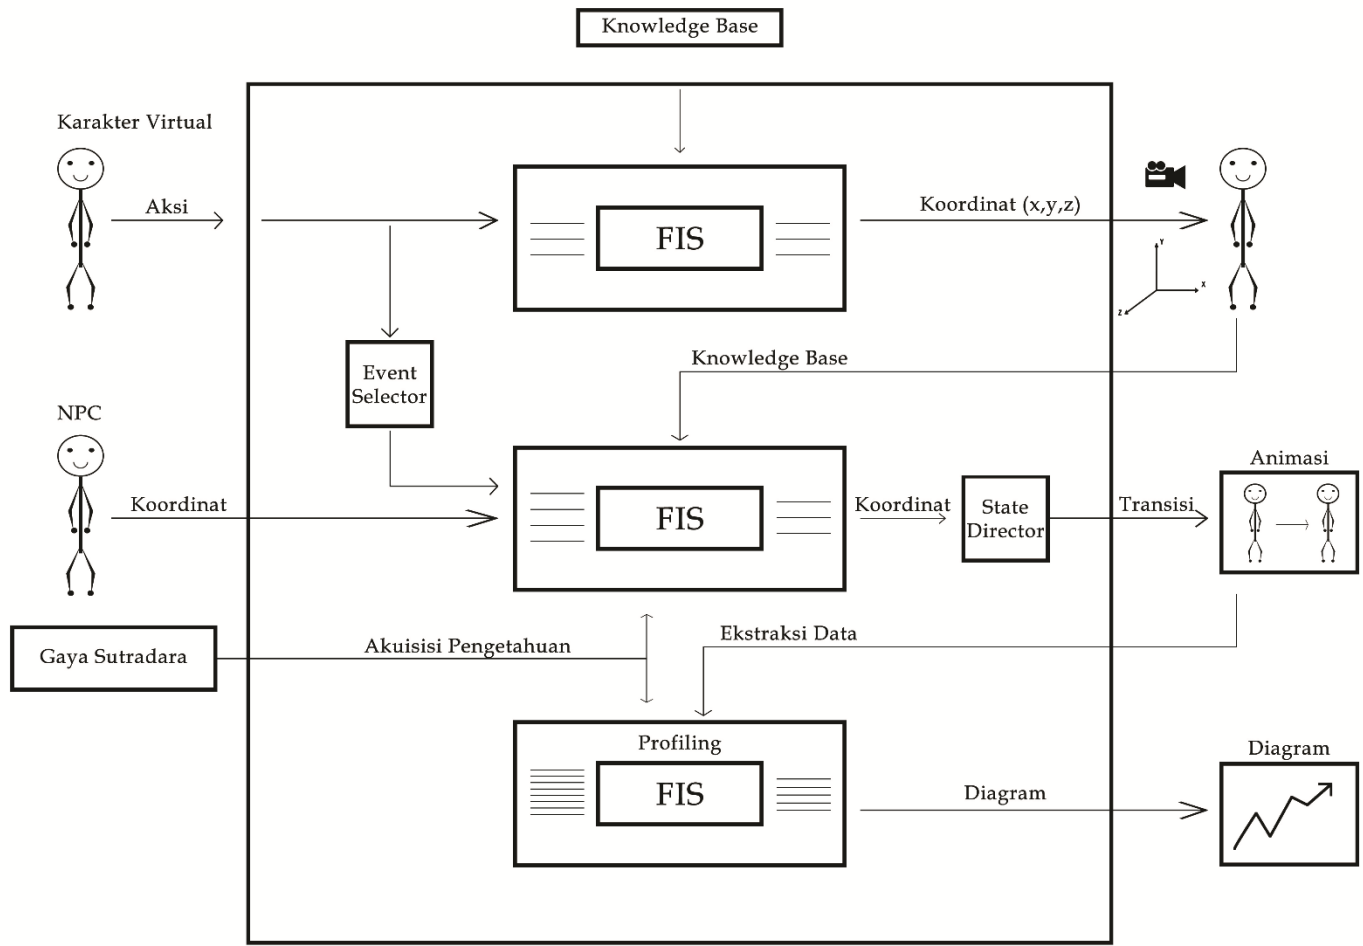 Knowledge Base
Karakter Virtual
Aksi
FIS
Koordinat (x,y,z)
Y
X
Z
Event
Selector
Knowledge Base
NPC
Koordinat
FIS
Koordinat
State
Director
Transisi
Animasi
Gaya Sutradara
Akuisisi Pengetahuan
Ekstraksi Data
Profiling
FIS
Diagram
Diagram